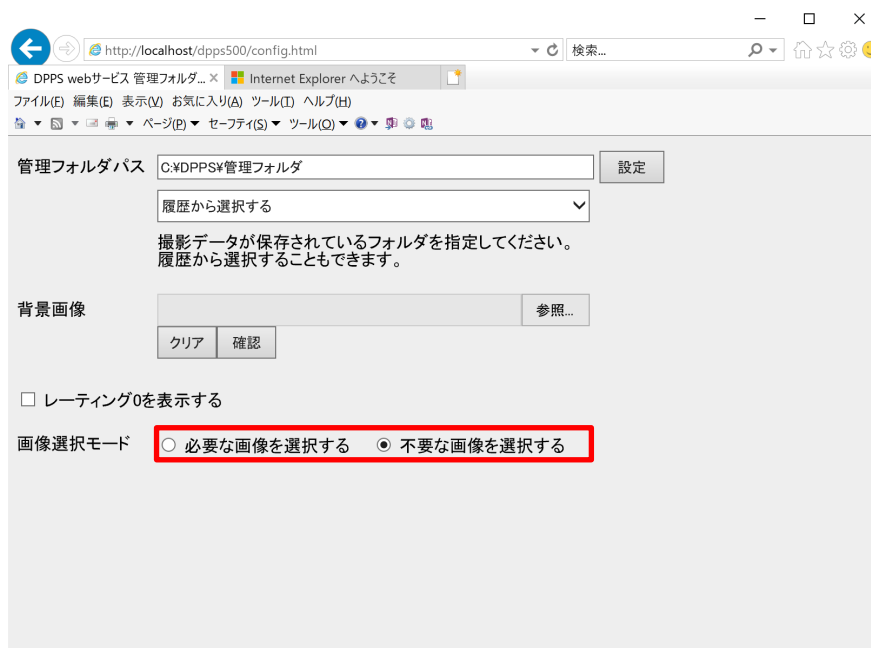 http://localhost/dpps500/config.html
検索...
DPPS webサービス 管理フォルダ...
Internet Explorer へようこそ
ファイル(F) 編集(E) 表示(V) お気に入り(A) ツール(T) ヘルプ(H)
ページ(P) セーフティ(S) ツール(O)
管理フォルダパス C:¥DPPS¥管理フォルダ 設定
履歴から選択する
撮影データが保存されているフォルダを指定してください。
履歴から選択することもできます。
背景画像 参照...
クリア 確認
レーティング0を表示する
画像選択モード 必要な画像を選択する 不要な画像を選択する